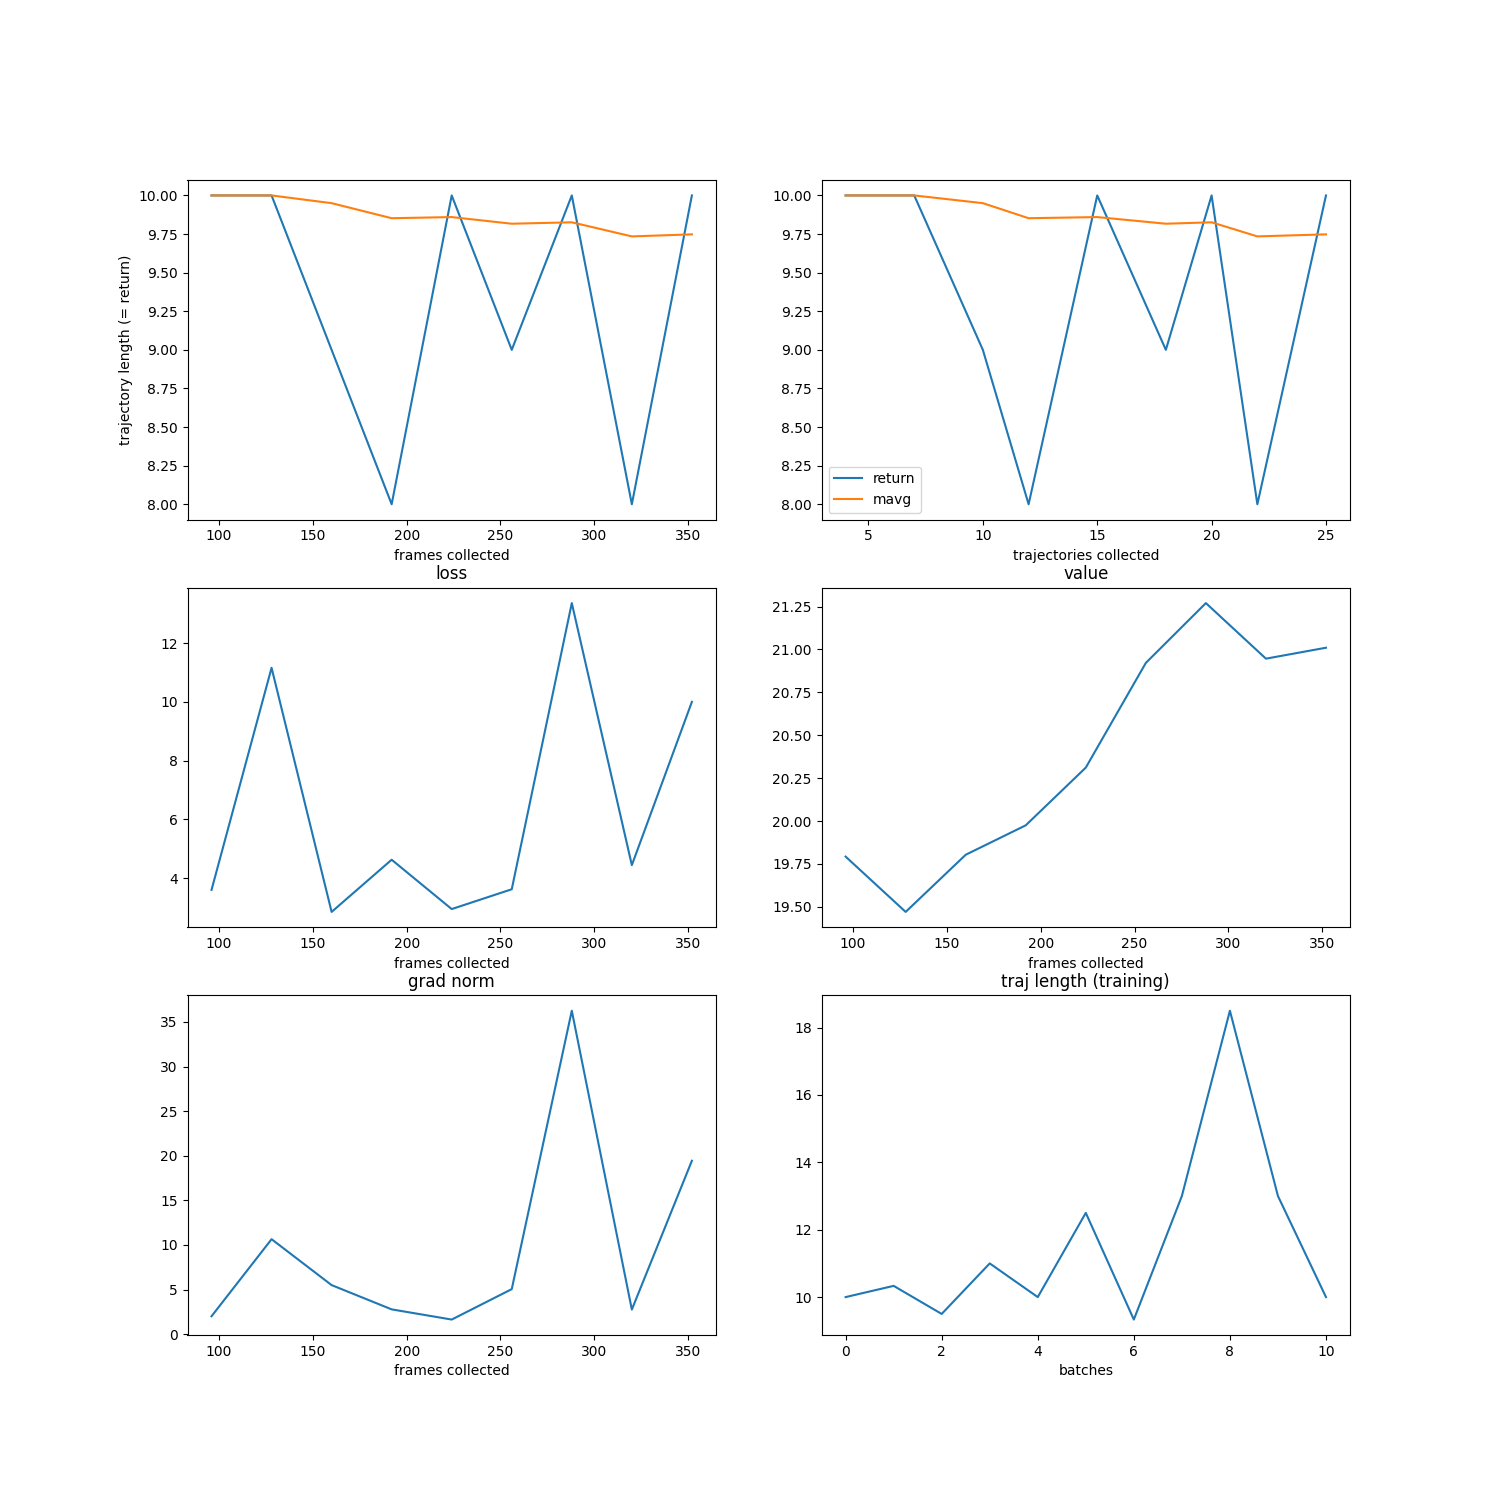 10.00
9.75
9.50
9.25
9.00
8.75
8.50
8.25
8.00
trajectory length (= return)
100 150 200 250 300 350
frames collected
10.00
9.75
9.50
9.25
9.00
8.75
8.50
8.25
8.00
return
mavg
5 10 15 20 25
trajectories collected
loss
12
10
8
6
4
100 150 200 250 300 350
frames collected
value
21.25
21.00
20.75
20.50
20.25
20.00
19.75
19.50
100 150 200 250 300 350
frames collected
grad norm
35
30
25
20
15
10
5
0
100 150 200 250 300 350
frames collected
traj length (training)
18
16
14
12
10
0 2 4 6 8 10
batches